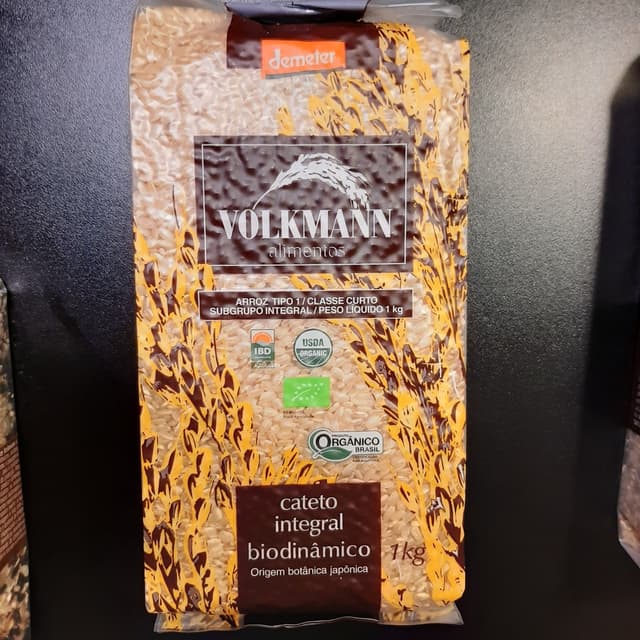 demeter
VOLKMANN
alimentos
ARROZ TIPO 1 / CLASSE CURTO
SUBGRUPO INTEGRAL / PESO LÍQUIDO 1 kg
IBD
USDA
ORGANIC
PRODUTO
ORGÂNICO
BRASIL
cateto
integral
biodinâmico
1kg
Origem botânica japônica